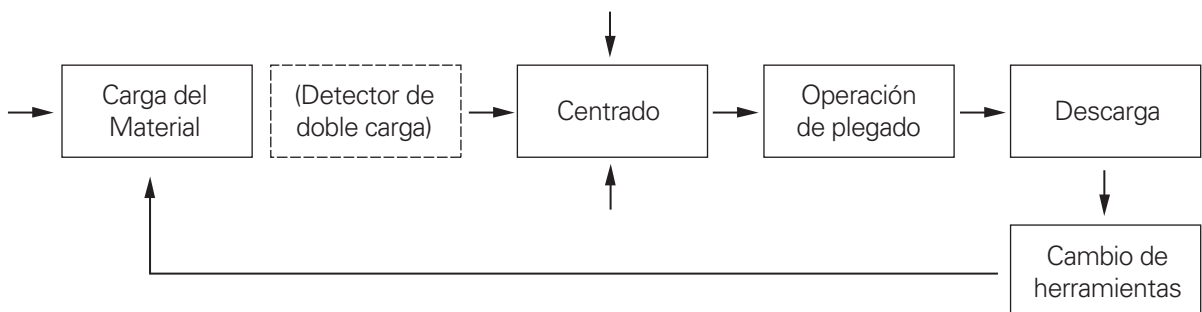 Carga del
Material
(Detector de
doble carga)
Centrado
Operación
de plegado
Descarga
Cambio de
herramientas